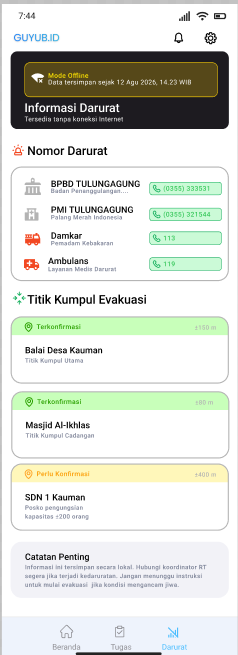 7:44
GUYUB.ID
Mode Offline
Data tersimpan sejak 12 Agu 2026, 14.23 WIB
Informasi Darurat
Tersedia tanpa koneksi Internet
Nomor Darurat
BPBD TULUNGAGUNG
Badan Penanggulangan....
(0355) 333531
PMI TULUNGAGUNG
Palang Merah Indonesia
(0355) 321544
Damkar
Pemadam Kebakaran
113
Ambulans
Layanan Medis Darurat
119
Titik Kumpul Evakuasi
Terkonfirmasi
±150 m
Balai Desa Kauman
Titik Kumpul Utama
Terkonfirmasi
±80 m
Masjid Al-Ikhlas
Titik Kumpul Cadangan
Perlu Konfirmasi
±400 m
SDN 1 Kauman
Posko pengungsian
kapasitas ±200 orang
Catatan Penting
Informasi ini tersimpan secara lokal. Hubungi koordinator RT
segera jika terjadi kedaruratan. Jangan menunggu instruksi
untuk mulai evakuasi jika kondisi mengancam jiwa.
Beranda
Tugas
Darurat